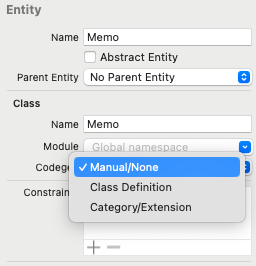 Entity
Name Memo
Abstract Entity
Parent Entity No Parent Entity
Class
Name Memo
Module Global namespace
Codege
✓ Manual/None
Class Definition
Constrain
Category/Extension